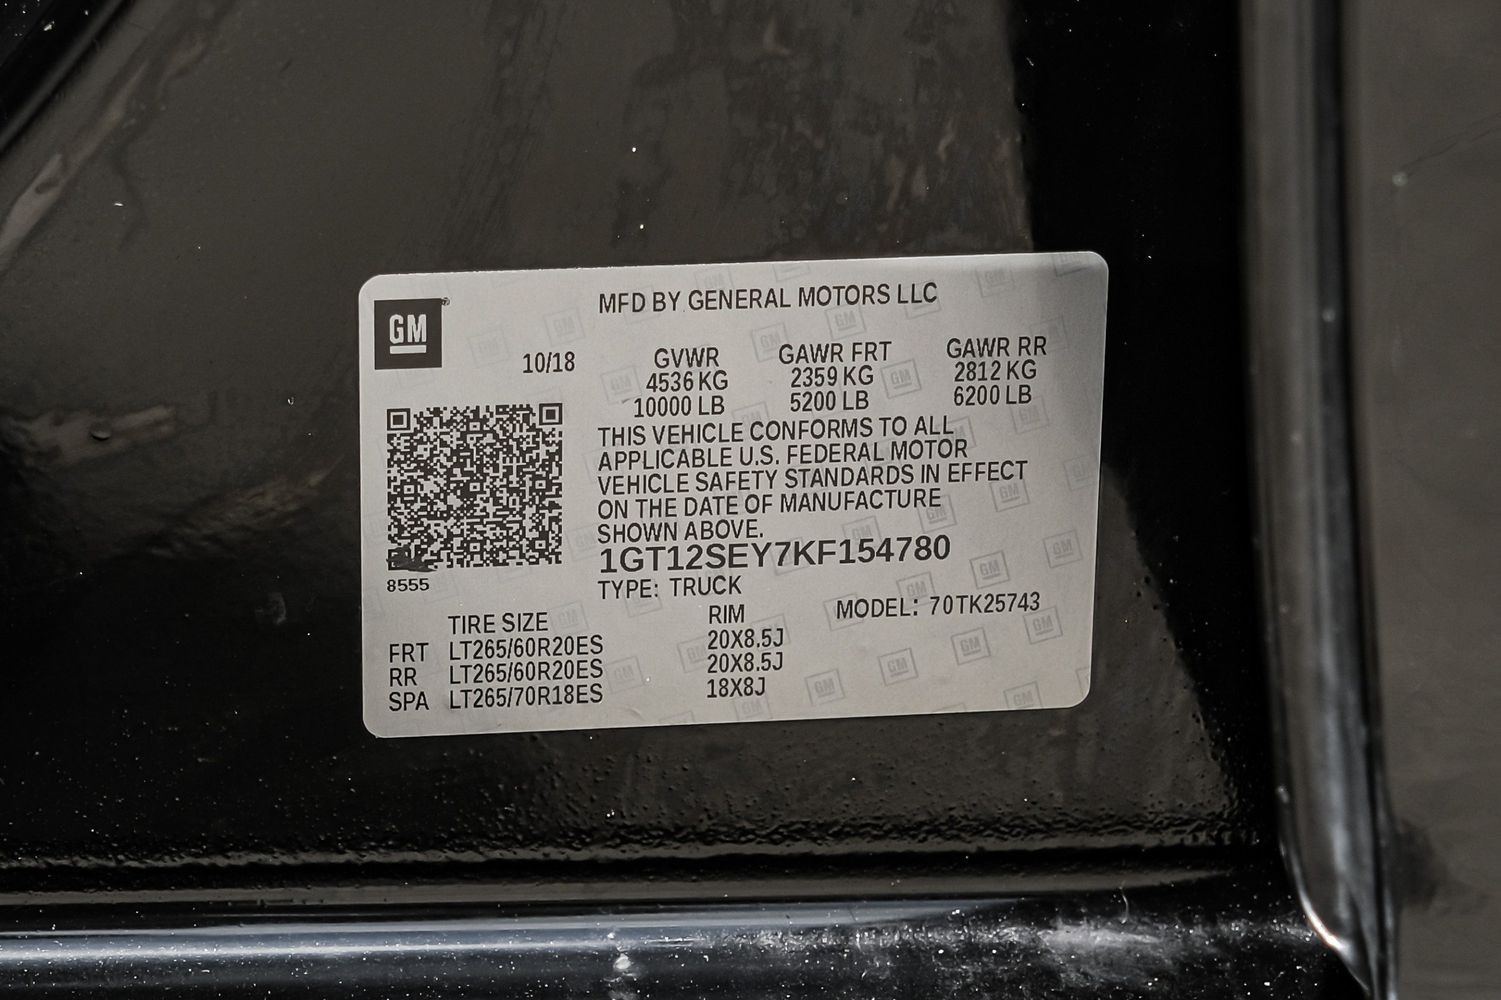 GM
MFD BY GENERAL MOTORS LLC
10/18 GVWR GAWR FRT GAWR RR
4536 KG 2359 KG 2812 KG
10000 LB 5200 LB 6200 LB
THIS VEHICLE CONFORMS TO ALL
APPLICABLE U.S. FEDERAL MOTOR
VEHICLE SAFETY STANDARDS IN EFFECT
ON THE DATE OF MANUFACTURE
SHOWN ABOVE.
1GT12SEY7KF154780
8555
TYPE: TRUCK
TIRE SIZE RIM MODEL: 70TK25743
FRT LT265/60R20ES 20X8.5J
RR LT265/60R20ES 20X8.5J
SPA LT265/70R18ES 18X8J